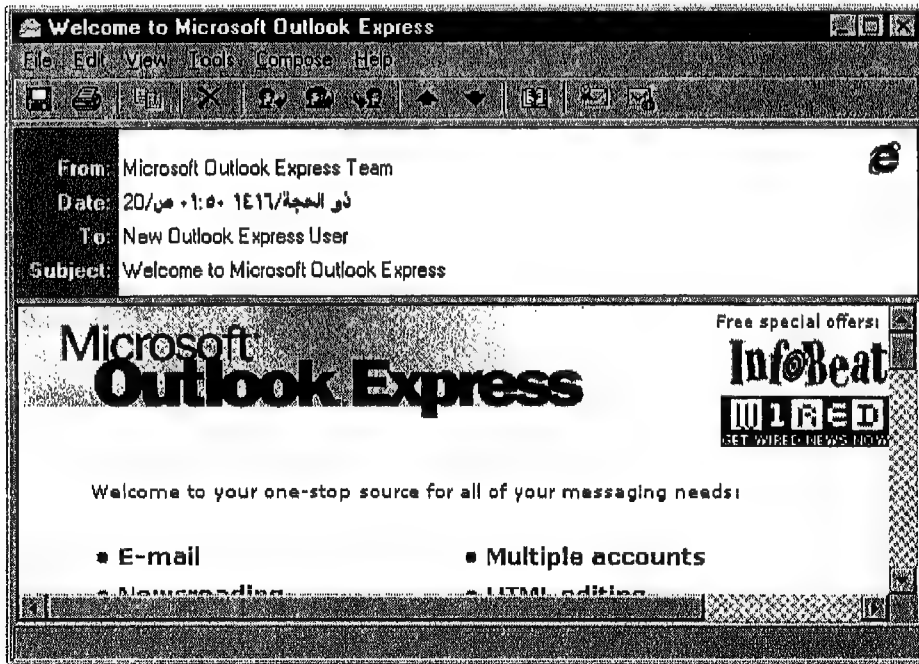 Welcome to Microsoft Outlook Express
File Edit View Tools Compose Help
From: Microsoft Outlook Express Team
Date: 20/ذو الحجة/١٤١٦ ٠١:٥٠ ص
To: New Outlook Express User
Subject: Welcome to Microsoft Outlook Express
Microsoft
Outlook Express
Free special offers:
InfoBeat
WIRED
GET WIRED NEWS NOW
Welcome to your one-stop source for all of your messaging needs:
• E-mail
• Multiple accounts
• Newsreading
• HTML editing